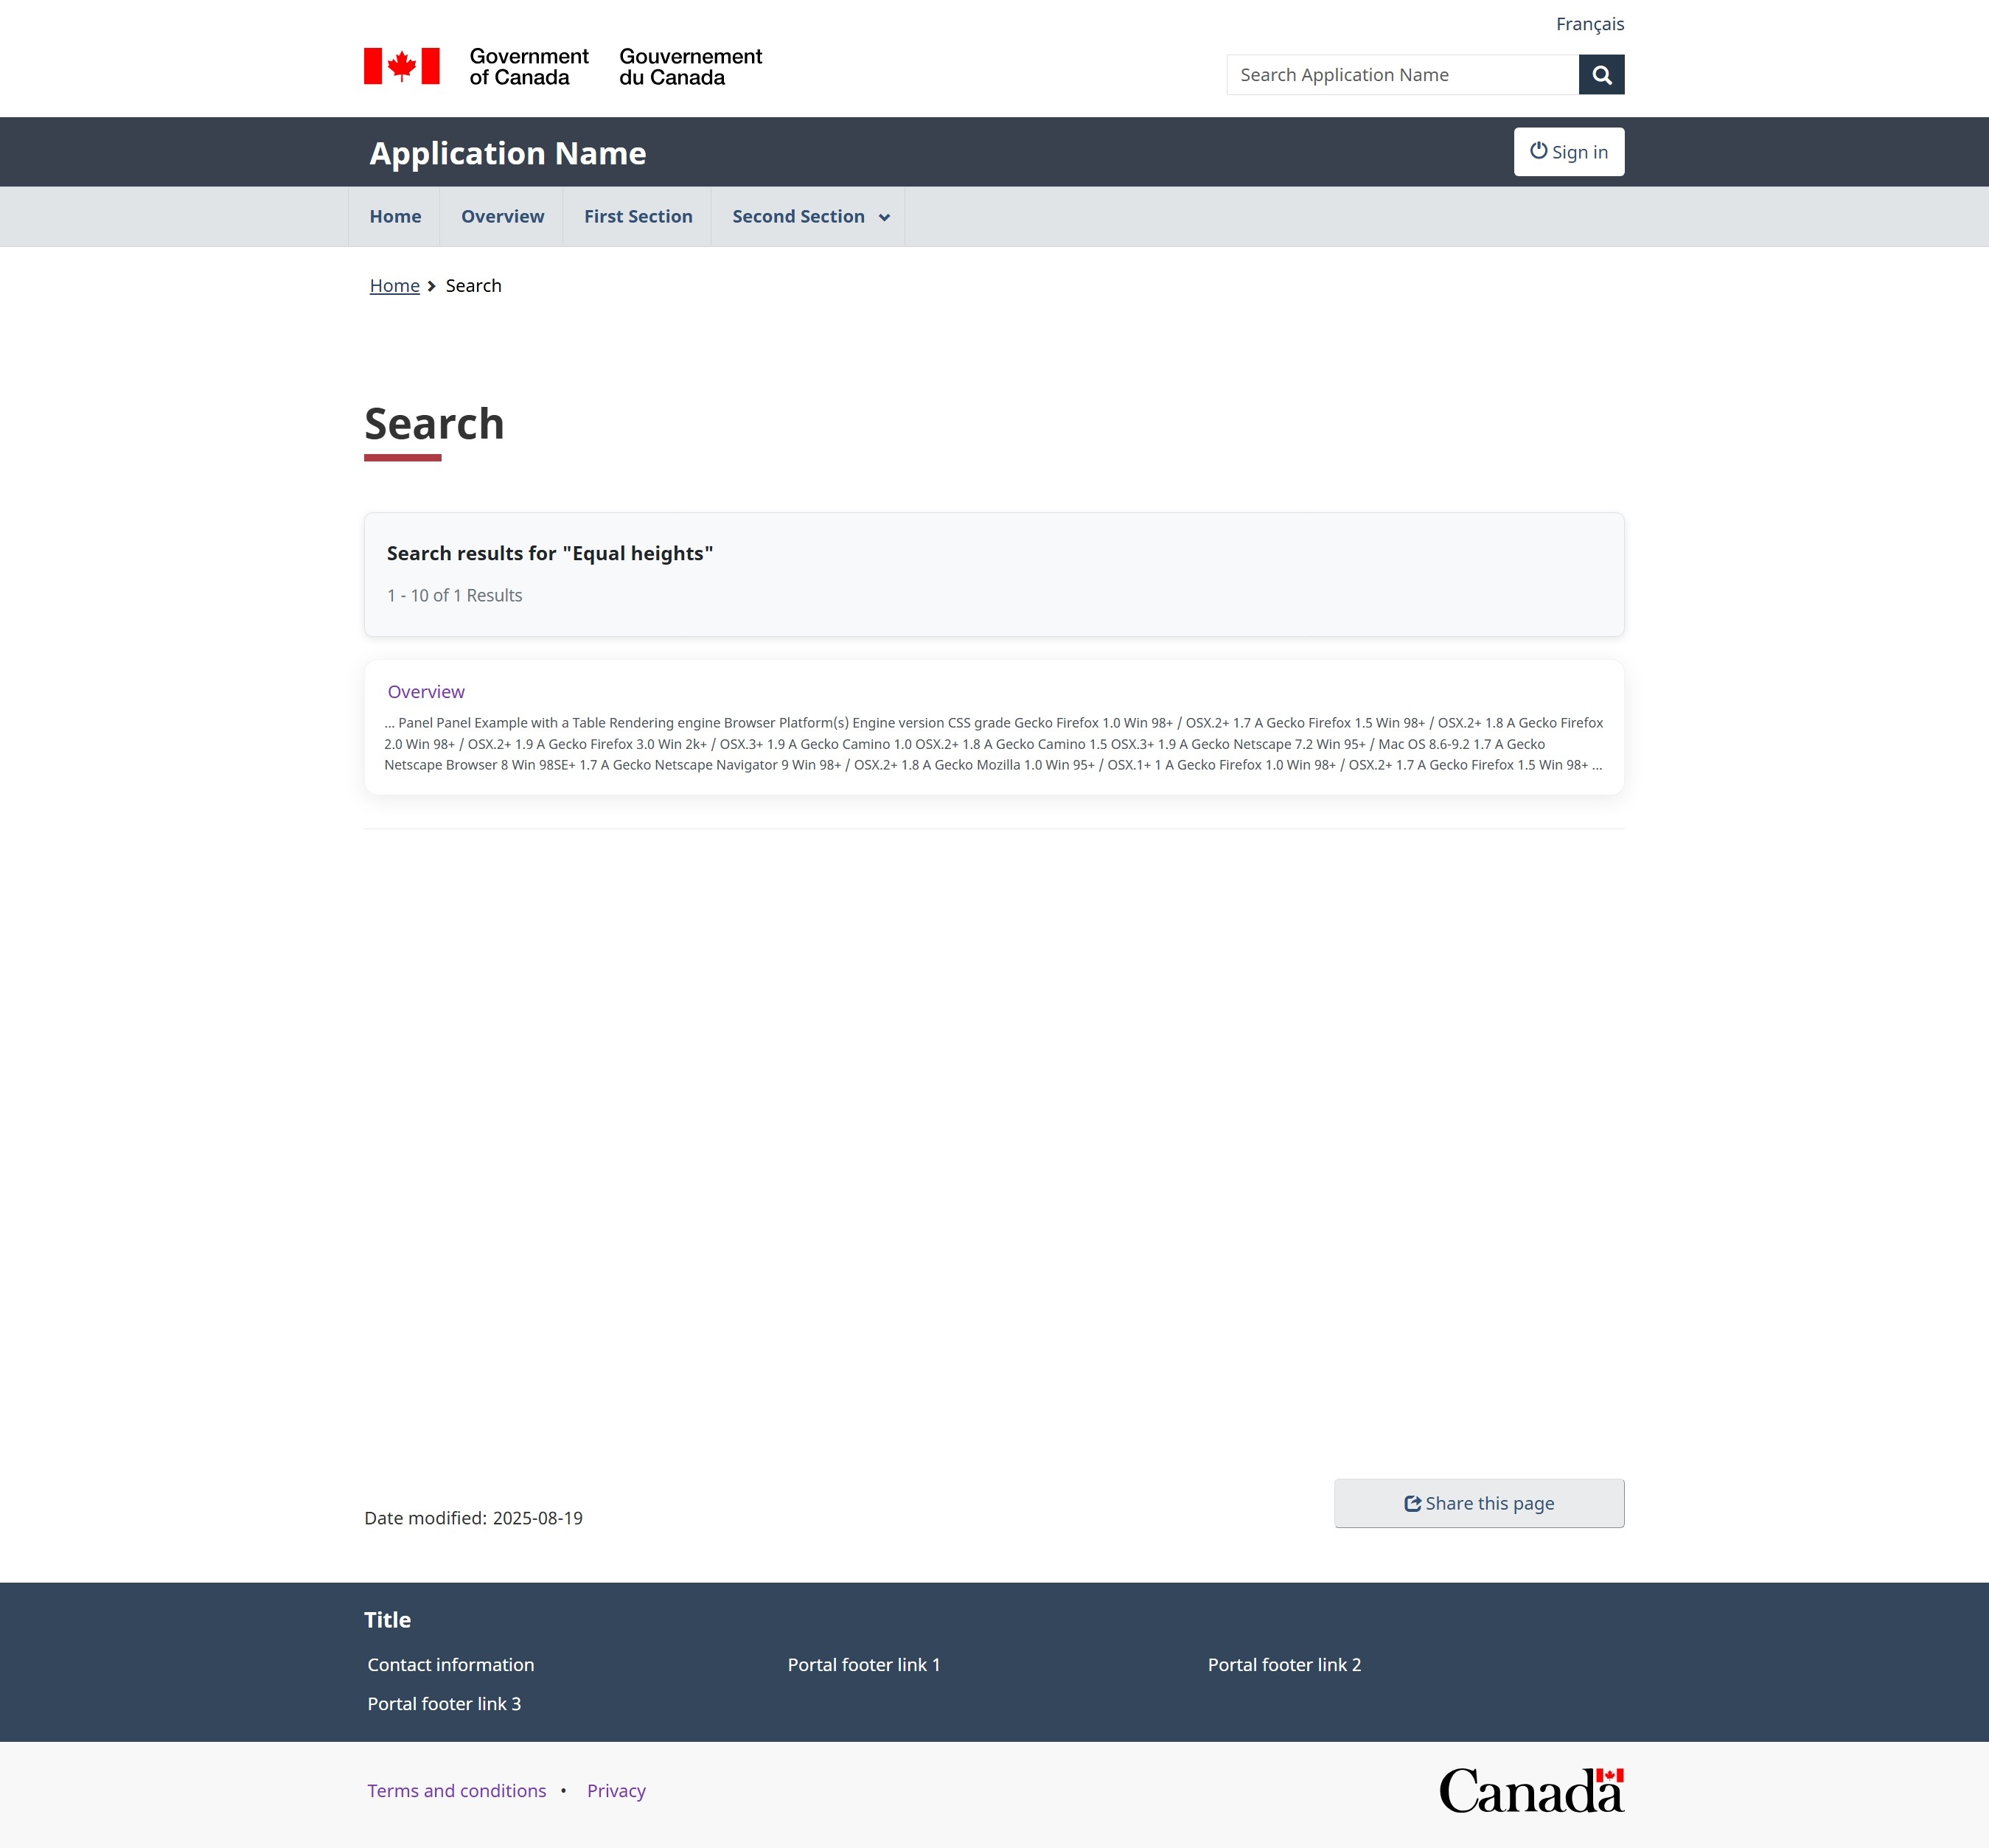 Français
Government of Canada
Gouvernement du Canada
Search Application Name
Application Name
Sign in
Home
Overview
First Section
Second Section
Home
Search
Search
Search results for "Equal heights"
1 - 10 of 1 Results
Overview
... Panel Panel Example with a Table Rendering engine Browser Platform(s) Engine version CSS grade Gecko Firefox 1.0 Win 98+ / OSX.2+ 1.7 A Gecko Firefox 1.5 Win 98+ / OSX.2+ 1.8 A Gecko Firefox
2.0 Win 98+ / OSX.2+ 1.9 A Gecko Firefox 3.0 Win 2k+ / OSX.3+ 1.9 A Gecko Camino 1.0 OSX.2+ 1.8 A Gecko Camino 1.5 OSX.3+ 1.9 A Gecko Netscape 7.2 Win 95+ / Mac OS 8.6-9.2 1.7 A Gecko
Netscape Browser 8 Win 98SE+ 1.7 A Gecko Netscape Navigator 9 Win 98+ / OSX.2+ 1.8 A Gecko Mozilla 1.0 Win 95+ / OSX.1+ 1 A Gecko Firefox 1.0 Win 98+ / OSX.2+ 1.7 A Gecko Firefox 1.5 Win 98+ ...
Date modified: 2025-08-19
Share this page
Title
Contact information
Portal footer link 1
Portal footer link 2
Portal footer link 3
Terms and conditions • Privacy
Canada